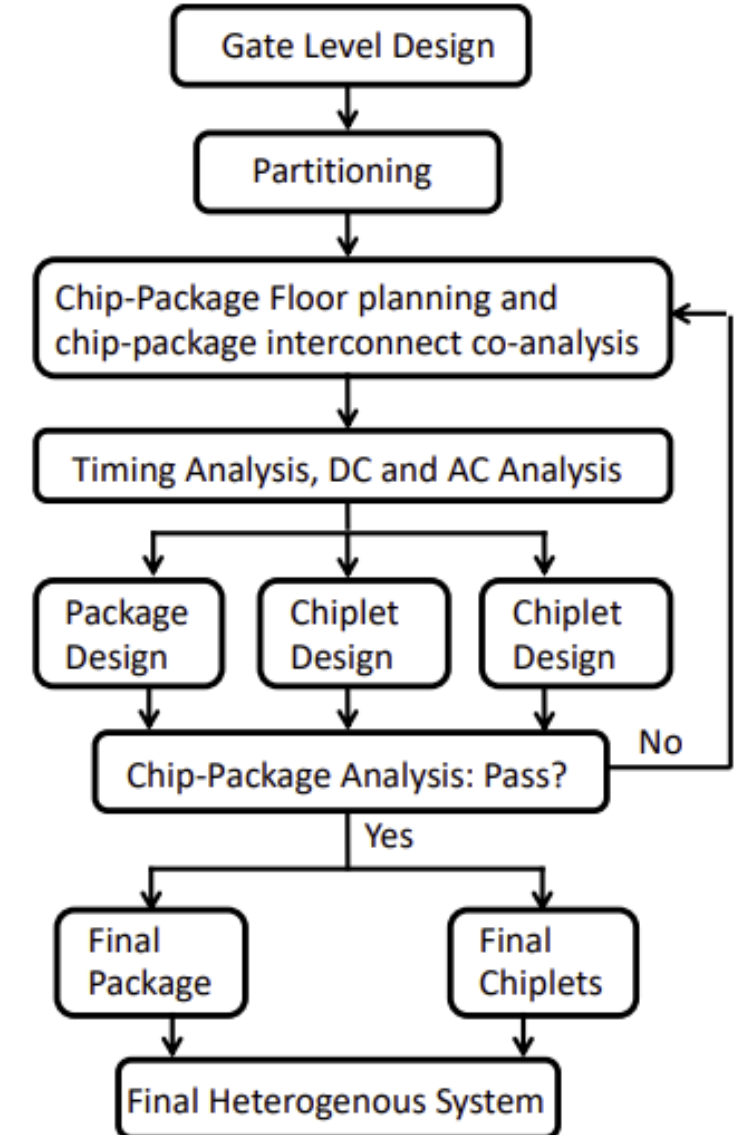 Gate Level Design
Partitioning
Chip-Package Floor planning and
chip-package interconnect co-analysis
Timing Analysis, DC and AC Analysis
Package
Design
Chiplet
Design
Chiplet
Design
Chip-Package Analysis: Pass?
No
Yes
Final
Package
Final
Chiplets
Final Heterogenous System